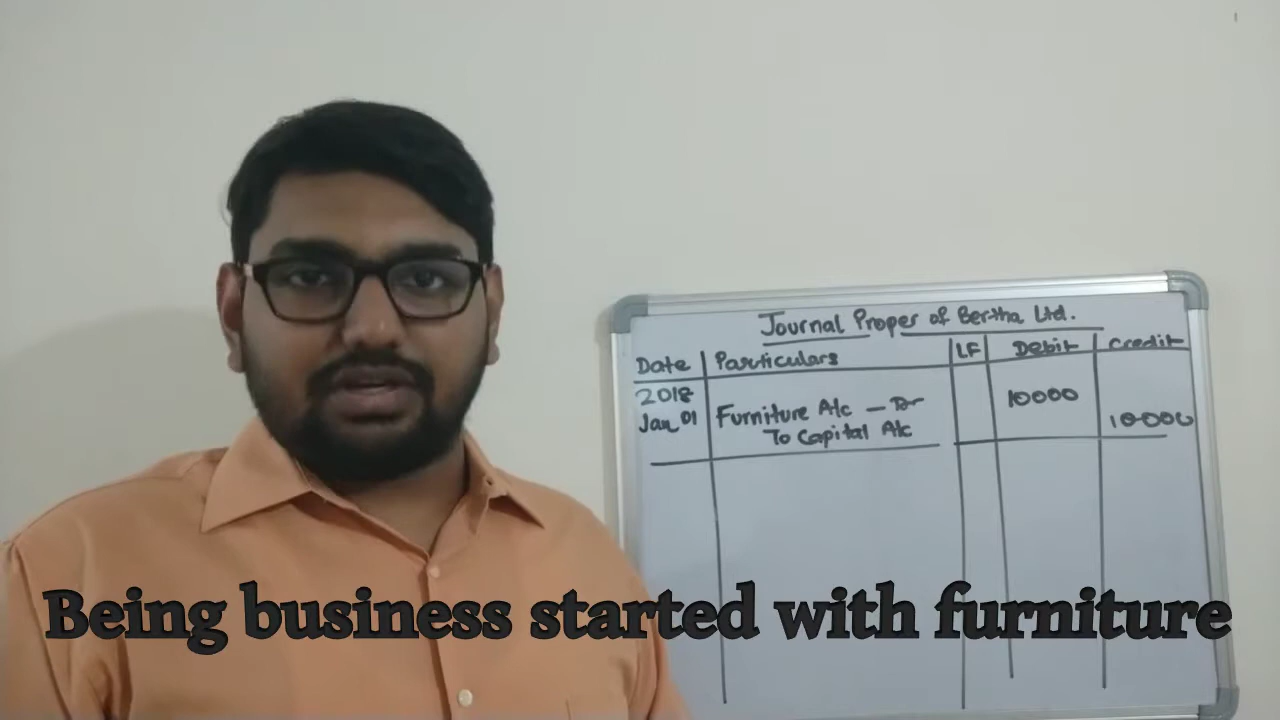 Journal Proper of Bertha Ltd.
Date Particulars LF Debit Credit
2018
Jan 01 Furniture A/c — Dr 10000
To Capital A/c 10000
Being business started with furniture